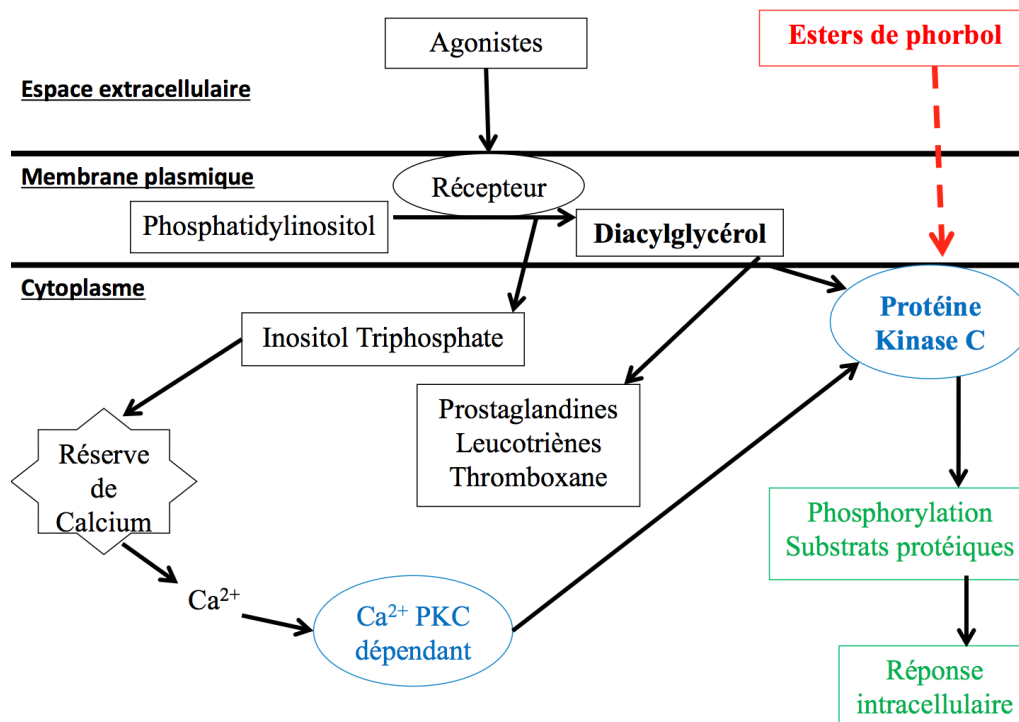 Agonistes
Esters de phorbol
Espace extracellulaire
Membrane plasmique
Récepteur
Phosphatidylinositol
Diacylglycérol
Cytoplasme
Protéine
Kinase C
Inositol Triphosphate
Prostaglandines
Leucotriènes
Thromboxane
Réserve
de
Calcium
Phosphorylation
Substrats protéiques
Ca²⁺
Ca²⁺ PKC
dépendant
Réponse
intracellulaire